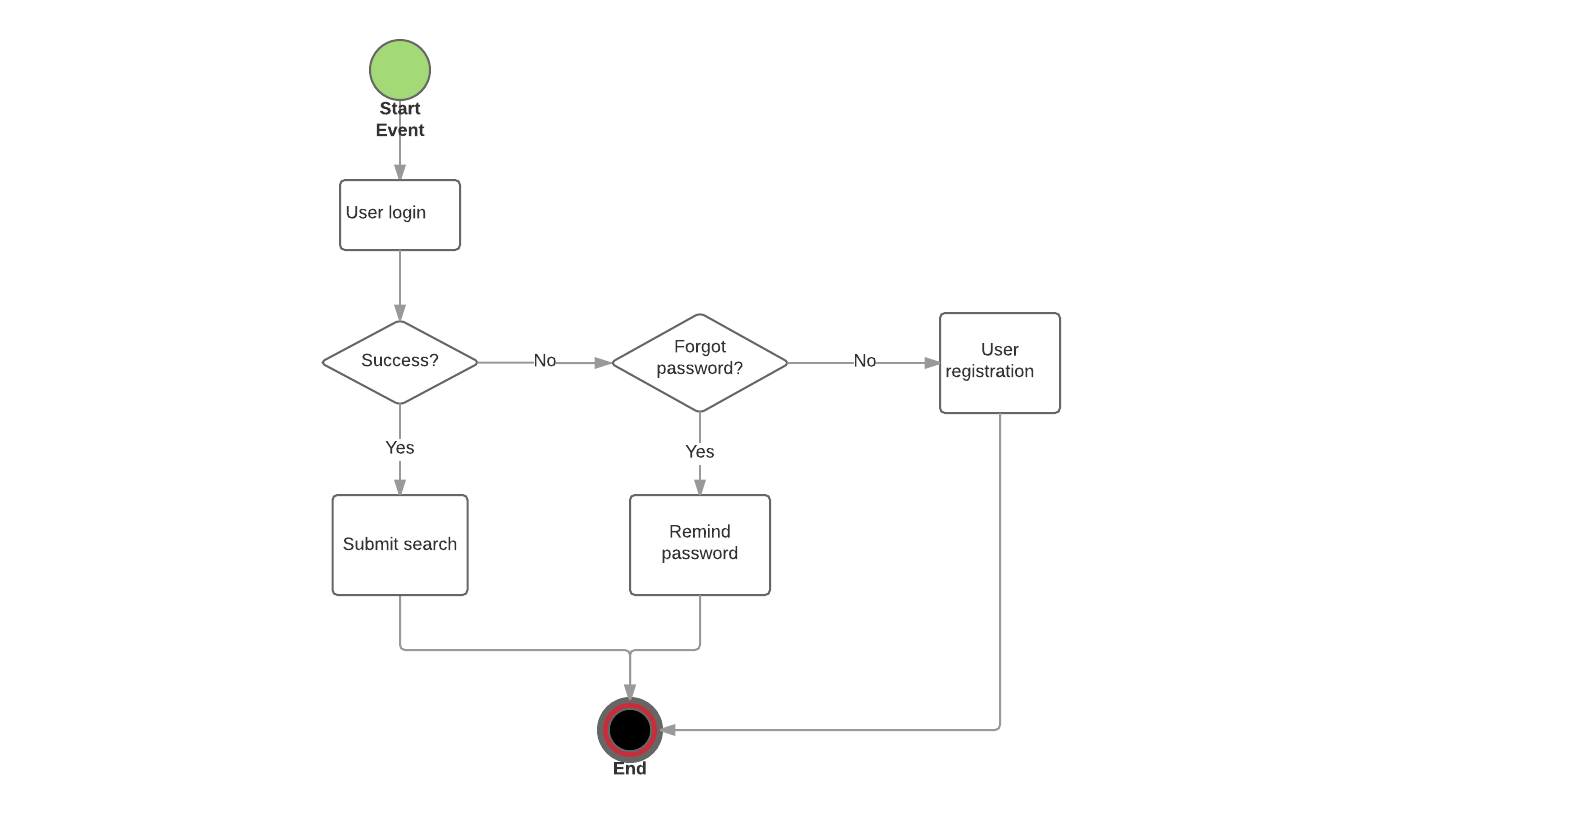 Start
Event
User login
Success?
No
Forgot
password?
No
User
registration
Yes
Yes
Submit search
Remind
password
End